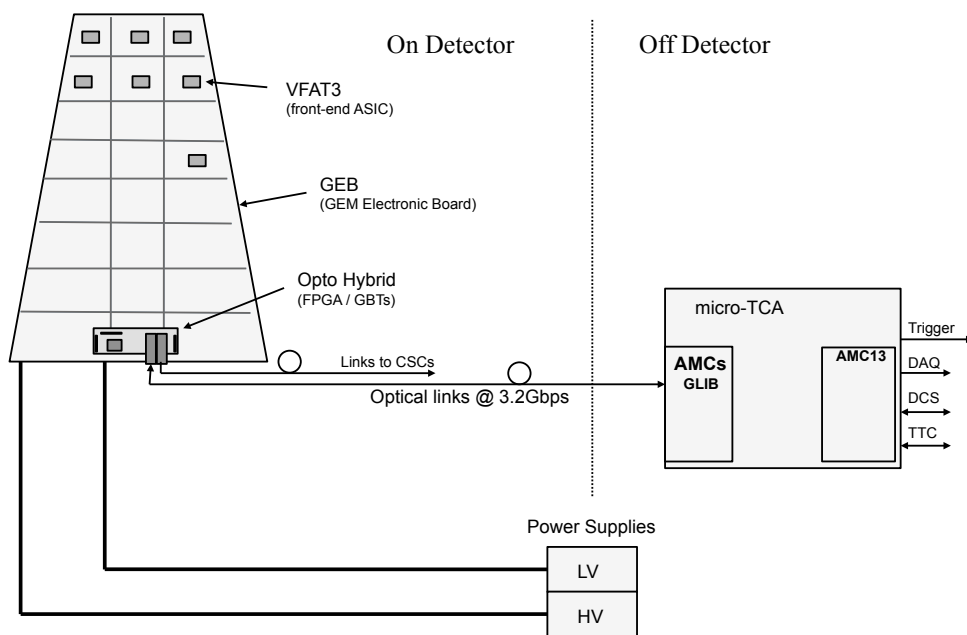 On Detector
Off Detector
VFAT3
(front-end ASIC)
GEB
(GEM Electronic Board)
Opto Hybrid
(FPGA / GBTs)
Links to CSCs
Optical links @ 3.2Gbps
micro-TCA
AMCs
GLIB
AMC13
Trigger
DAQ
DCS
TTC
Power Supplies
LV
HV